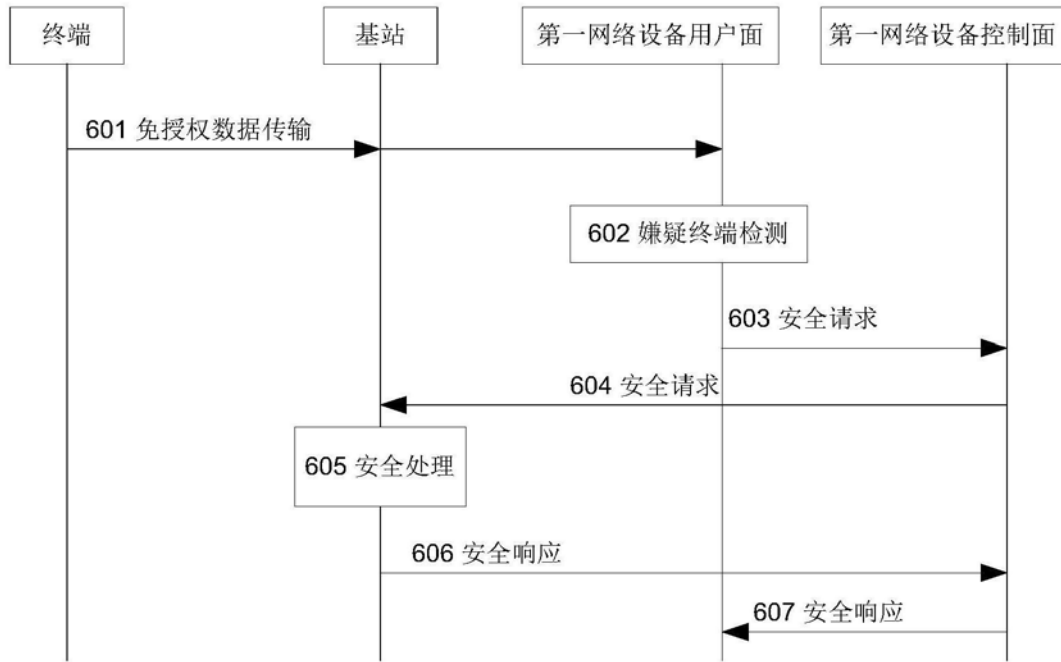 终端
基站
第一网络设备用户面
第一网络设备控制面
601 免授权数据传输
602 嫌疑终端检测
603 安全请求
604 安全请求
605 安全处理
606 安全响应
607 安全响应